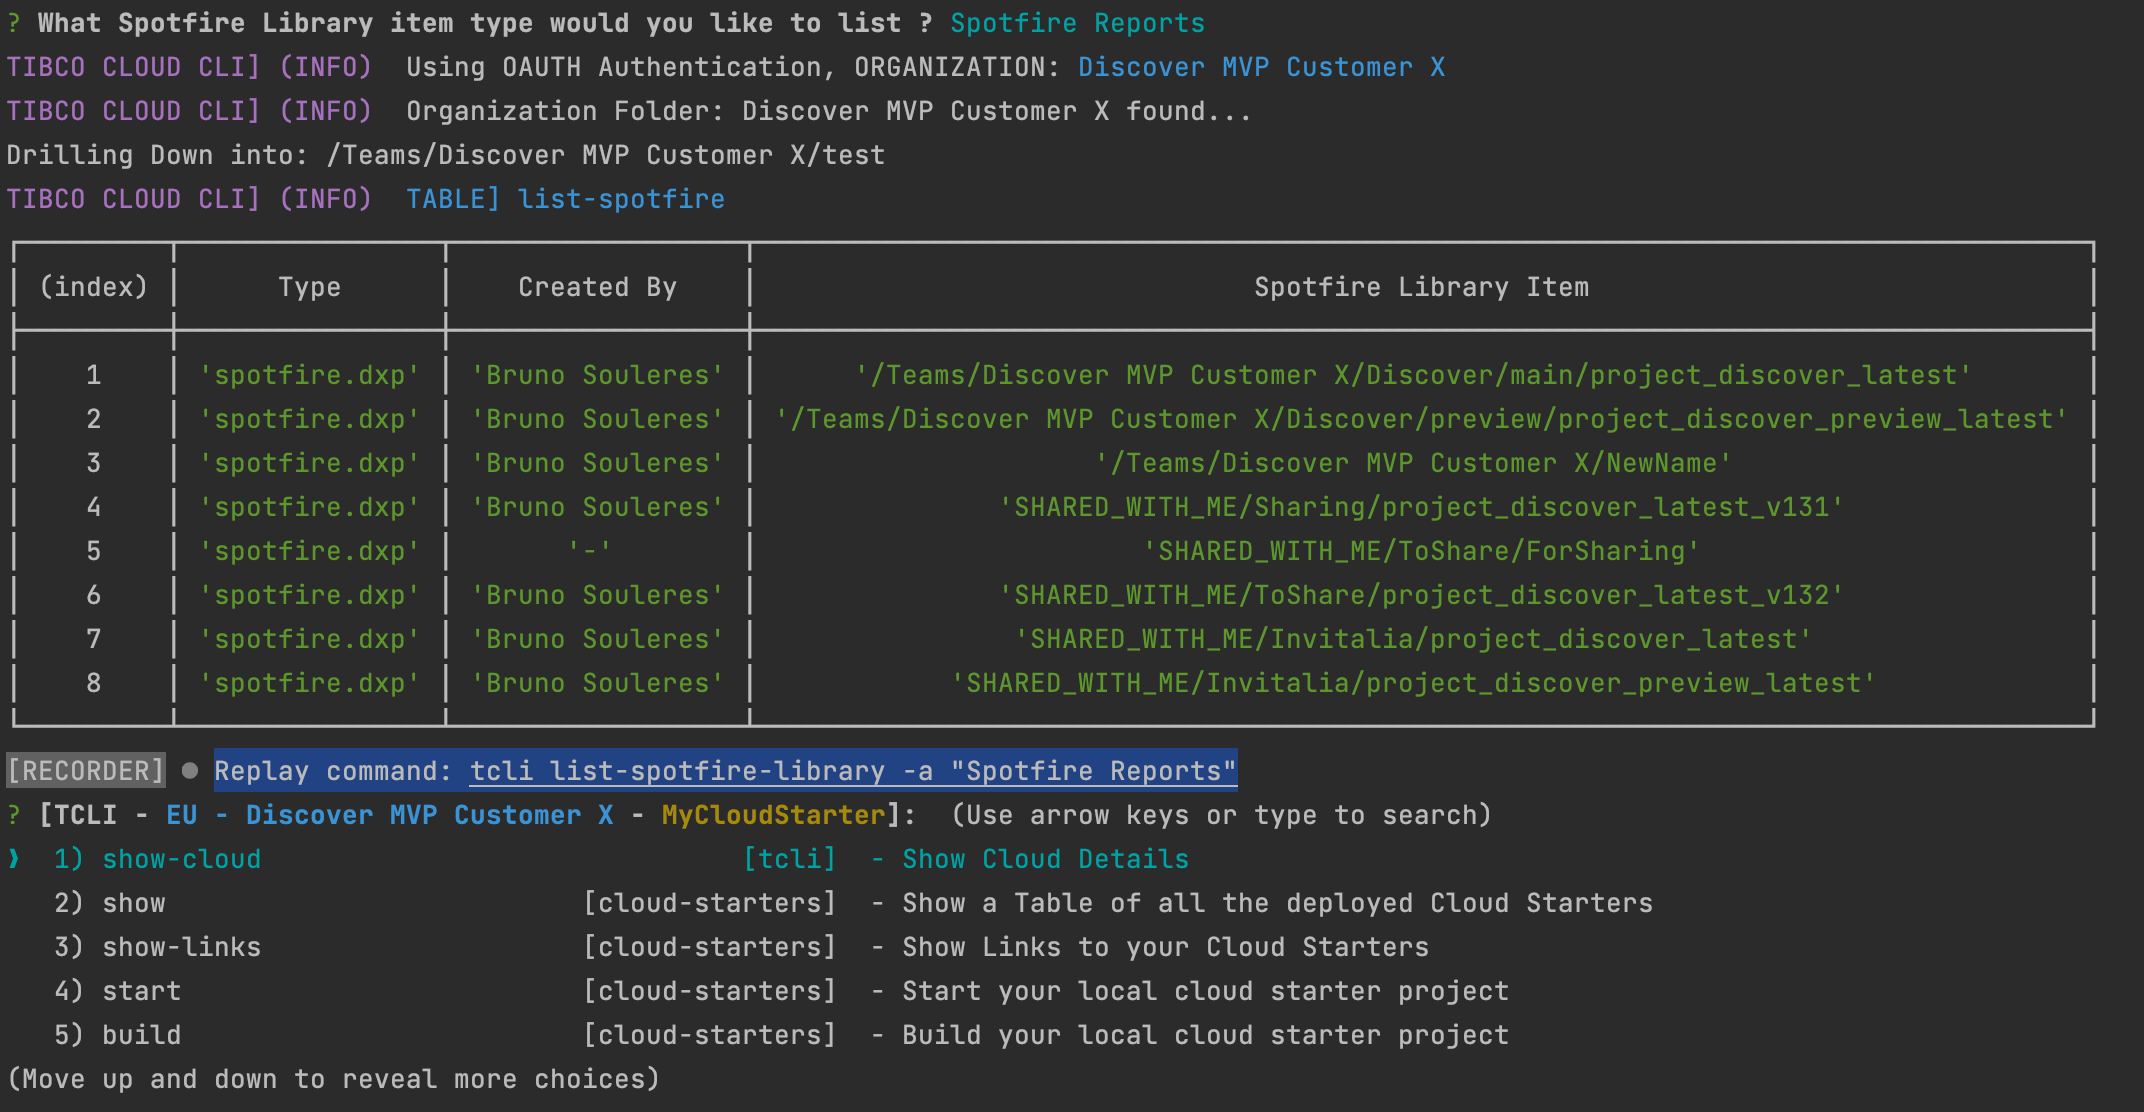 ? What Spotfire Library item type would you like to list ? Spotfire Reports
TIBCO CLOUD CLI] (INFO)  Using OAUTH Authentication, ORGANIZATION: Discover MVP Customer X
TIBCO CLOUD CLI] (INFO)  Organization Folder: Discover MVP Customer X found...
Drilling Down into: /Teams/Discover MVP Customer X/test
TIBCO CLOUD CLI] (INFO)  TABLE] list-spotfire
(index) Type Created By Spotfire Library Item
1 'spotfire.dxp' 'Bruno Souleres' '/Teams/Discover MVP Customer X/Discover/main/project_discover_latest'
2 'spotfire.dxp' 'Bruno Souleres' '/Teams/Discover MVP Customer X/Discover/preview/project_discover_preview_latest'
3 'spotfire.dxp' 'Bruno Souleres' '/Teams/Discover MVP Customer X/NewName'
4 'spotfire.dxp' 'Bruno Souleres' 'SHARED_WITH_ME/Sharing/project_discover_latest_v131'
5 'spotfire.dxp' '-' 'SHARED_WITH_ME/ToShare/ForSharing'
6 'spotfire.dxp' 'Bruno Souleres' 'SHARED_WITH_ME/ToShare/project_discover_latest_v132'
7 'spotfire.dxp' 'Bruno Souleres' 'SHARED_WITH_ME/Invitalia/project_discover_latest'
8 'spotfire.dxp' 'Bruno Souleres' 'SHARED_WITH_ME/Invitalia/project_discover_preview_latest'
[RECORDER] ● Replay command: tcli list-spotfire-library -a "Spotfire Reports"
? [TCLI - EU - Discover MVP Customer X - MyCloudStarter]:  (Use arrow keys or type to search)
❯ 1) show-cloud [tcli] - Show Cloud Details
2) show [cloud-starters] - Show a Table of all the deployed Cloud Starters
3) show-links [cloud-starters] - Show Links to your Cloud Starters
4) start [cloud-starters] - Start your local cloud starter project
5) build [cloud-starters] - Build your local cloud starter project
(Move up and down to reveal more choices)